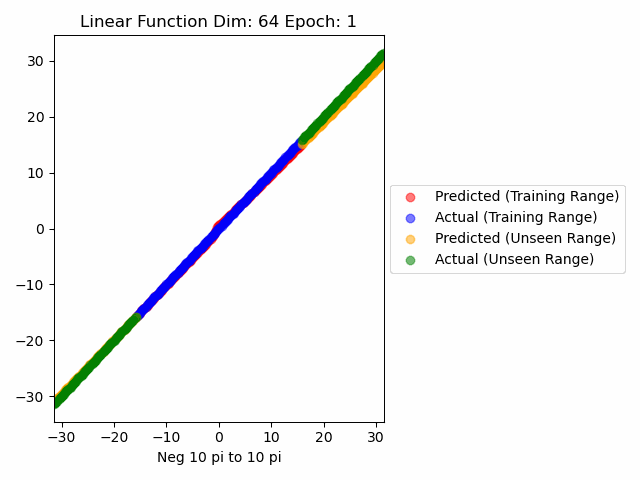 Linear Function Dim: 64 Epoch: 1
30
20
10
0
−10
−20
−30
−30 −20 −10 0 10 20 30
Neg 10 pi to 10 pi
Predicted (Training Range)
Actual (Training Range)
Predicted (Unseen Range)
Actual (Unseen Range)